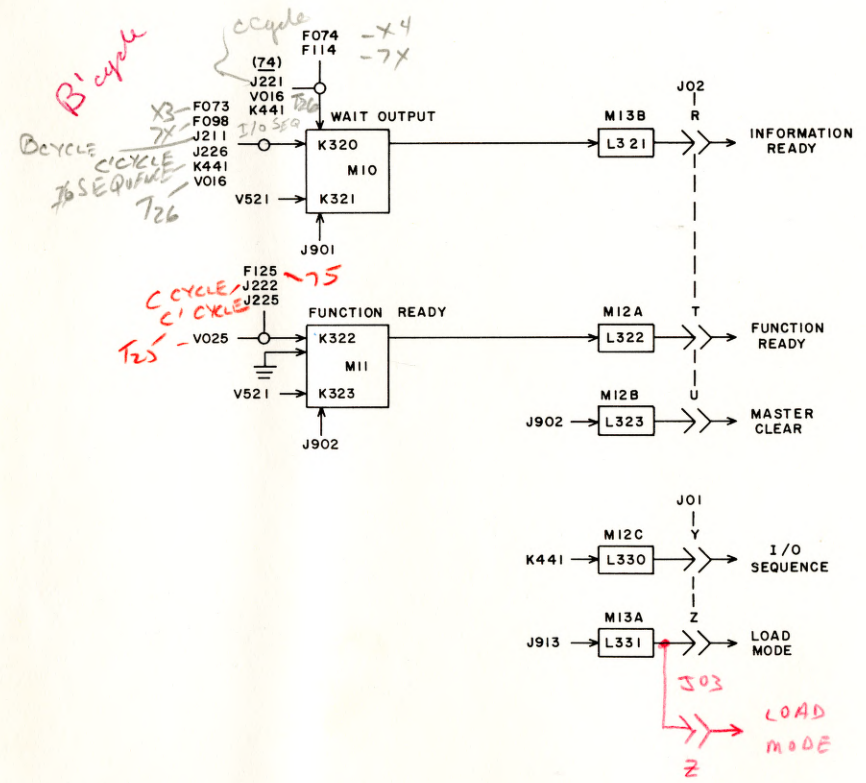 C CYCLE
F074 -X4
F114 -7X
B' cycle
(74)
J221
V016
K441 T26
I/O SEQ
WAIT OUTPUT
X3 - F073
7X - F098
B CYCLE J211
C'CYCLE J226
I/O SEQUENCE - K441
T26 V016
K320
M10
V521
K321
J901
M13B
L321
J02
R
INFORMATION
READY
F125 - 75
C CYCLE J222
C' CYCLE J225
FUNCTION READY
T25 - V025
K322
M11
V521
K323
J902
M12A
L322
T
FUNCTION
READY
M12B
J902
L323
U
MASTER
CLEAR
J01
M12C
Y
K441
L330
I/O
SEQUENCE
M13A
Z
J913
L331
LOAD
MODE
J03
LOAD
MODE
Z